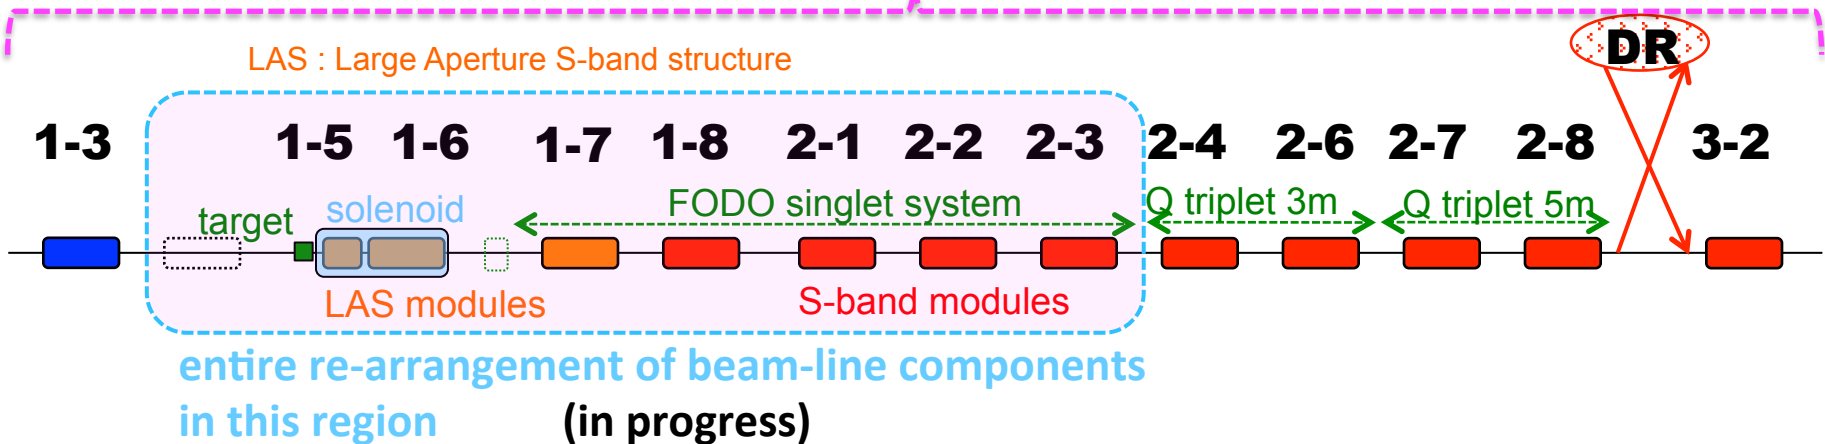 DR
LAS : Large Aperture S-band structure
1-3 1-5 1-6 1-7 1-8 2-1 2-2 2-3 2-4 2-6 2-7 2-8 3-2
target solenoid FODO singlet system Q triplet 3m Q triplet 5m
LAS modules S-band modules
entire re-arrangement of beam-line components
in this region (in progress)